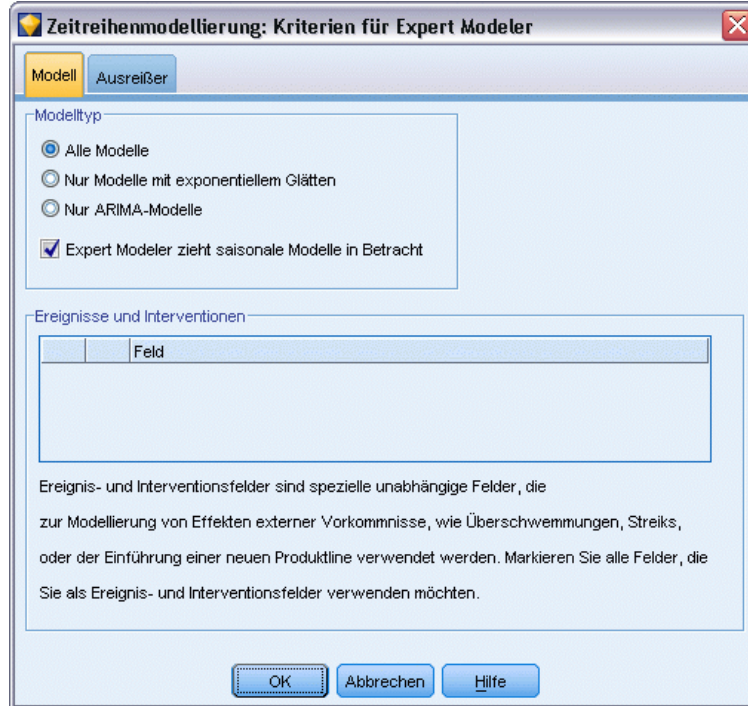 Zeitreihenmodellierung: Kriterien für Expert Modeler
Modell Ausreißer
Modelltyp
Alle Modelle
Nur Modelle mit exponentiellem Glätten
Nur ARIMA-Modelle
Expert Modeler zieht saisonale Modelle in Betracht
Ereignisse und Interventionen
Feld
Ereignis- und Interventionsfelder sind spezielle unabhängige Felder, die
zur Modellierung von Effekten externer Vorkommnisse, wie Überschwemmungen, Streiks,
oder der Einführung einer neuen Produktline verwendet werden. Markieren Sie alle Felder, die
Sie als Ereignis- und Interventionsfelder verwenden möchten.
OK Abbrechen Hilfe